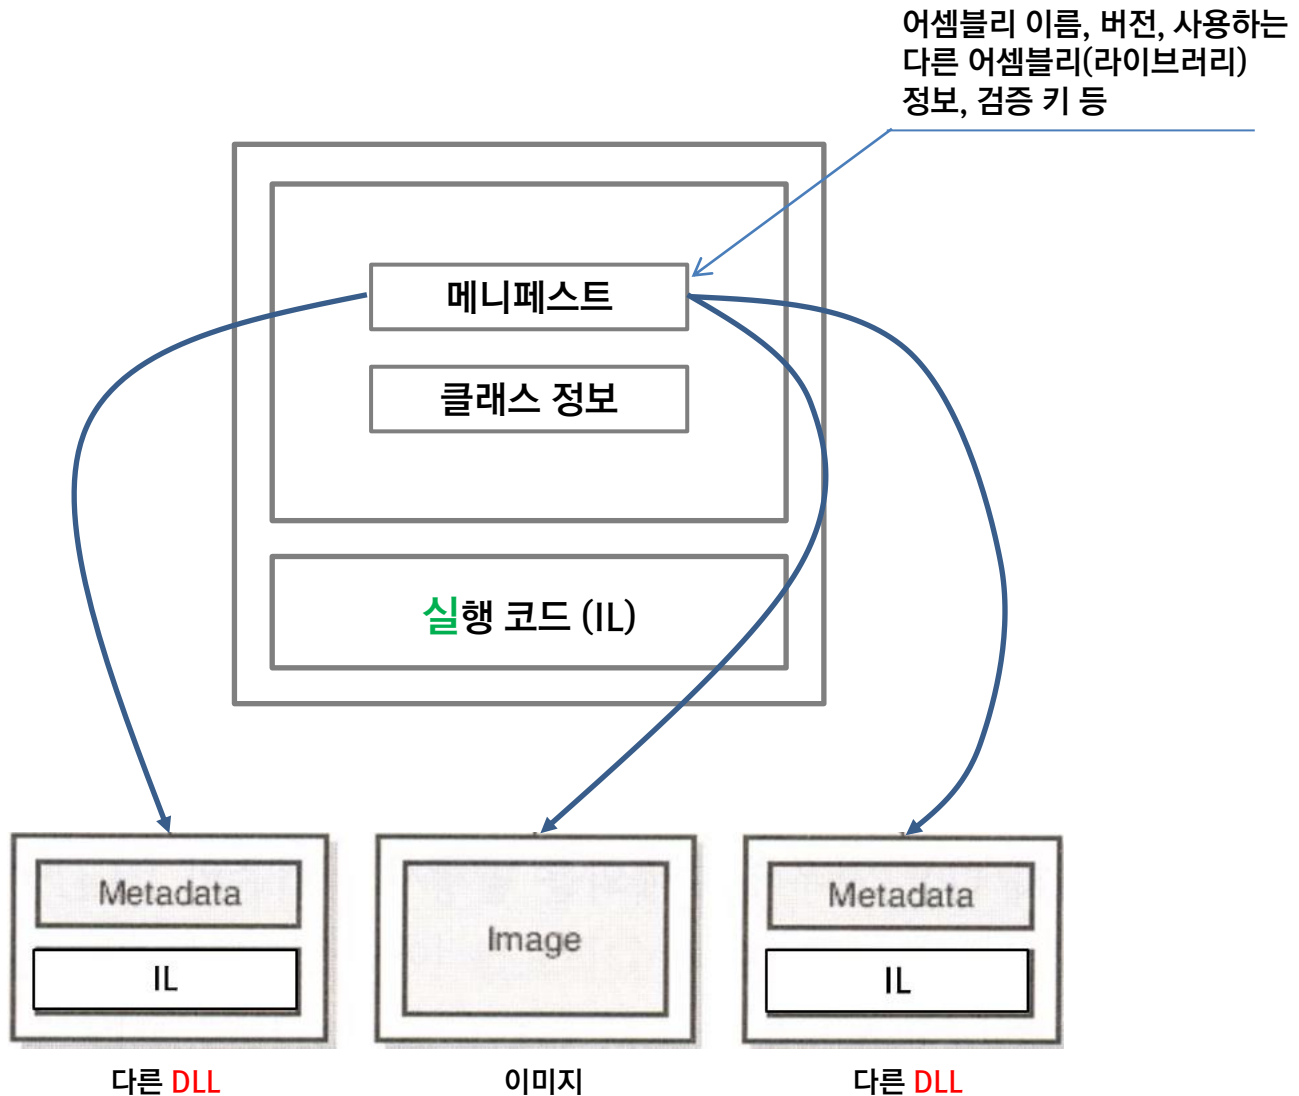 어셈블리 이름, 버전, 사용하는
다른 어셈블리(라이브러리)
정보, 검증 키 등
메니페스트
클래스 정보
실행 코드 (IL)
Metadata
IL
Image
Metadata
IL
다른 DLL
이미지
다른 DLL